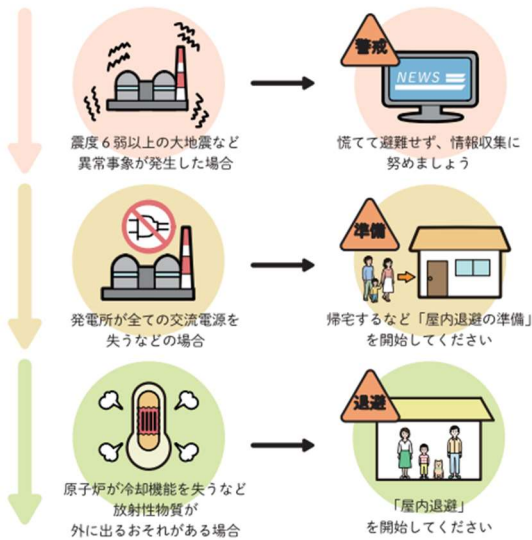 警戒
NEWS
震度6弱以上の大地震など
異常事象が発生した場合
慌てて避難せず、情報収集に
努めましょう
準備
発電所が全ての交流電源を
失うなどの場合
帰宅するなど「屋内退避の準備」
を開始してください
退避
原子炉が冷却機能を失うなど
放射性物質が
外に出るおそれがある場合
「屋内退避」
を開始してください